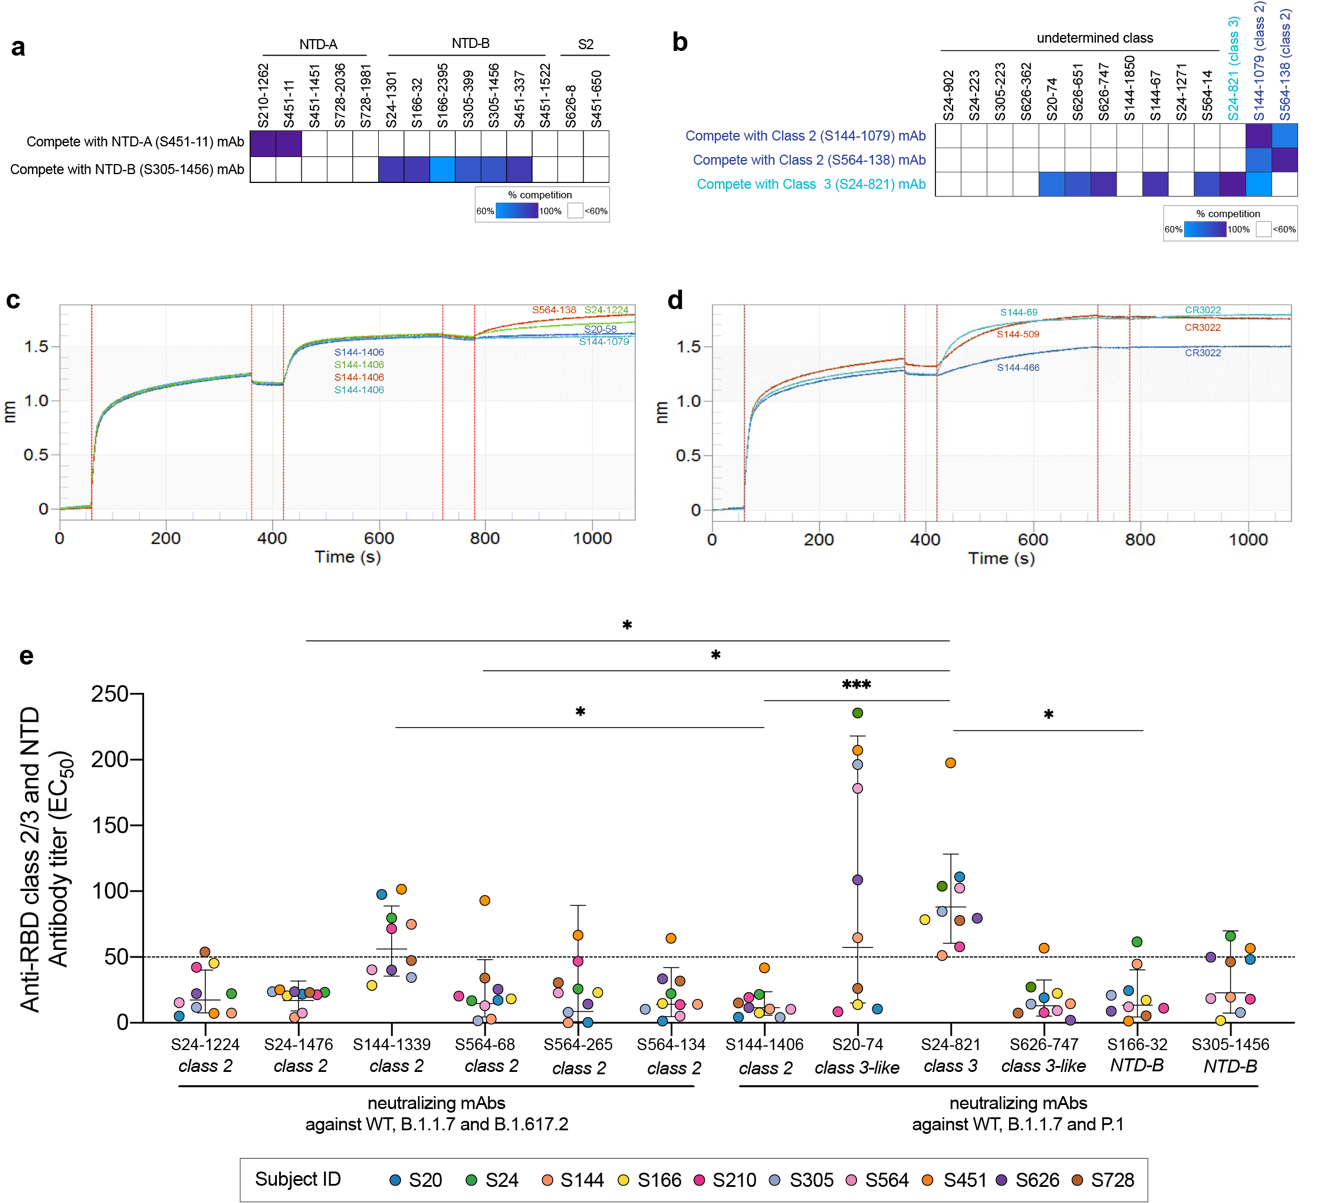 a
NTD-A
NTD-B
S2
S210-1262
S451-11
S451-1451
S728-2036
S728-1981
S24-1301
S166-32
S166-2395
S305-399
S305-1456
S451-337
S451-1522
S626-8
S451-650
Compete with NTD-A (S451-11) mAb
Compete with NTD-B (S305-1456) mAb
% competition
60% 100% <60%
b
undetermined class
S24-902
S24-223
S305-223
S626-362
S20-74
S626-651
S626-747
S144-1850
S144-67
S24-1271
S564-14
S24-821 (class 3)
S144-1079 (class 2)
S564-138 (class 2)
Compete with Class 2 (S144-1079) mAb
Compete with Class 2 (S564-138) mAb
Compete with Class 3 (S24-821) mAb
% competition
60% 100% <60%
c
S564-138 S24-1224
S20-58
S144-1079
S144-1406
S144-1406
S144-1406
S144-1406
1.5
1.0
0.5
0
nm
0 200 400 600 800 1000
Time (s)
d
S144-69
S144-509
S144-466
CR3022
CR3022
CR3022
1.5
1.0
0.5
0
nm
0 200 400 600 800 1000
Time (s)
e
*
*
***
*
*
Anti-RBD class 2/3 and NTD
Antibody titer (EC50)
250
200
150
100
50
0
S24-1224 S24-1476 S144-1339 S564-68 S564-265 S564-134 S144-1406 S20-74 S24-821 S626-747 S166-32 S305-1456
class 2 class 2 class 2 class 2 class 2 class 2 class 2 class 3-like class 3 class 3-like NTD-B NTD-B
neutralizing mAbs
against WT, B.1.1.7 and B.1.617.2
neutralizing mAbs
against WT, B.1.1.7 and P.1
Subject ID S20 S24 S144 S166 S210 S305 S564 S451 S626 S728